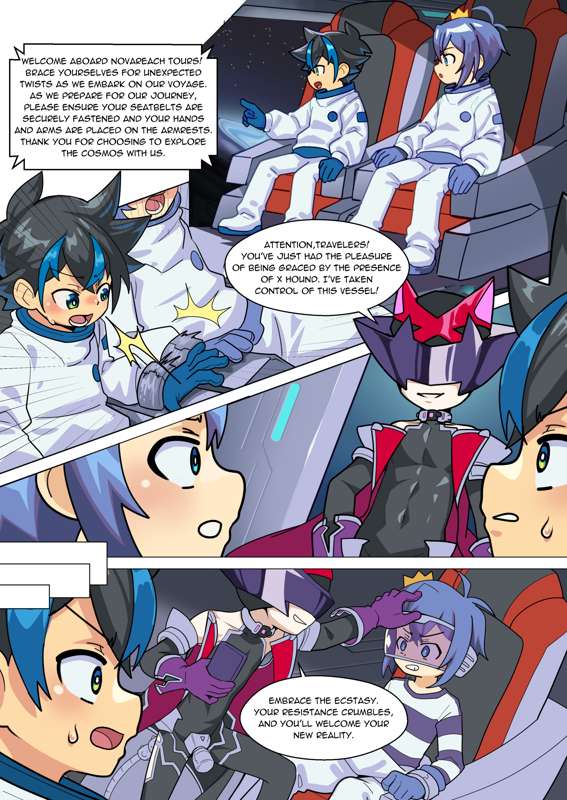 WELCOME ABOARD NOVAREACH TOURS!
BRACE YOURSELVES FOR UNEXPECTED
TWISTS AS WE EMBARK ON OUR VOYAGE.
AS WE PREPARE FOR OUR JOURNEY,
PLEASE ENSURE YOUR SEATBELTS ARE
SECURELY FASTENED AND YOUR HANDS
AND ARMS ARE PLACED ON THE ARMRESTS.
THANK YOU FOR CHOOSING TO EXPLORE
THE COSMOS WITH US.
ATTENTION,TRAVELERS!
YOU'VE JUST HAD THE PLEASURE
OF BEING GRACED BY THE PRESENCE
OF X HOUND. I'VE TAKEN
CONTROL OF THIS VESSEL!
EMBRACE THE ECSTASY.
YOUR RESISTANCE CRUMBLES,
AND YOU'LL WELCOME YOUR
NEW REALITY.